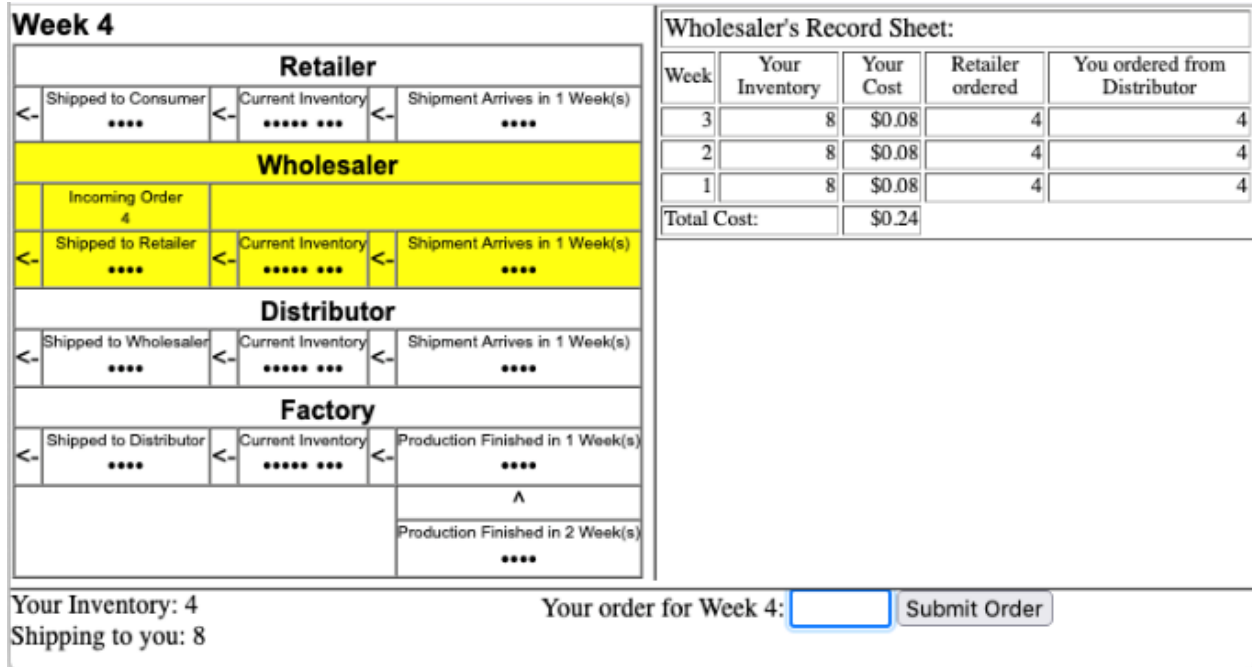 Week 4
Retailer
Shipped to Consumer
Current Inventory
Shipment Arrives in 1 Week(s)
<-
••••
<-
••••• •••
<-
••••
Wholesaler
Incoming Order
4
Shipped to Retailer
Current Inventory
Shipment Arrives in 1 Week(s)
<-
••••
<-
••••• •••
<-
••••
Distributor
Shipped to Wholesaler
Current Inventory
Shipment Arrives in 1 Week(s)
<-
••••
<-
••••• •••
<-
••••
Factory
Shipped to Distributor
Current Inventory
Production Finished in 1 Week(s)
<-
••••
<-
••••• •••
<-
••••
^
Production Finished in 2 Week(s)
••••
Wholesaler's Record Sheet:
Week Your Inventory Your Cost Retailer ordered You ordered from Distributor
3 8 $0.08 4 4
2 8 $0.08 4 4
1 8 $0.08 4 4
Total Cost: $0.24
Your Inventory: 4
Shipping to you: 8
Your order for Week 4: Submit Order